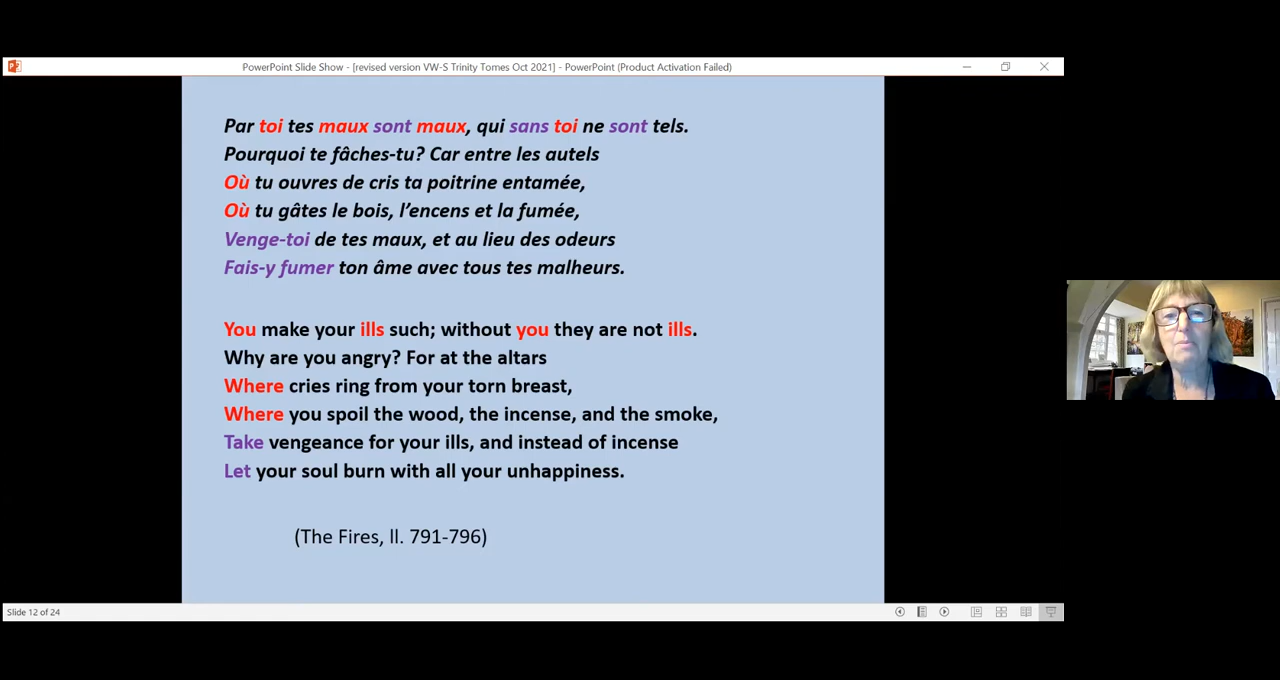 PowerPoint Slide Show - [revised version VW-S Trinity Tomes Oct 2021] - PowerPoint (Product Activation Failed)
Par toi tes maux sont maux, qui sans toi ne sont tels.
Pourquoi te fâches-tu? Car entre les autels
Où tu ouvres de cris ta poitrine entamée,
Où tu gâtes le bois, l’encens et la fumée,
Venge-toi de tes maux, et au lieu des odeurs
Fais-y fumer ton âme avec tous tes malheurs.
You make your ills such; without you they are not ills.
Why are you angry? For at the altars
Where cries ring from your torn breast,
Where you spoil the wood, the incense, and the smoke,
Take vengeance for your ills, and instead of incense
Let your soul burn with all your unhappiness.
(The Fires, ll. 791-796)
Slide 12 of 24